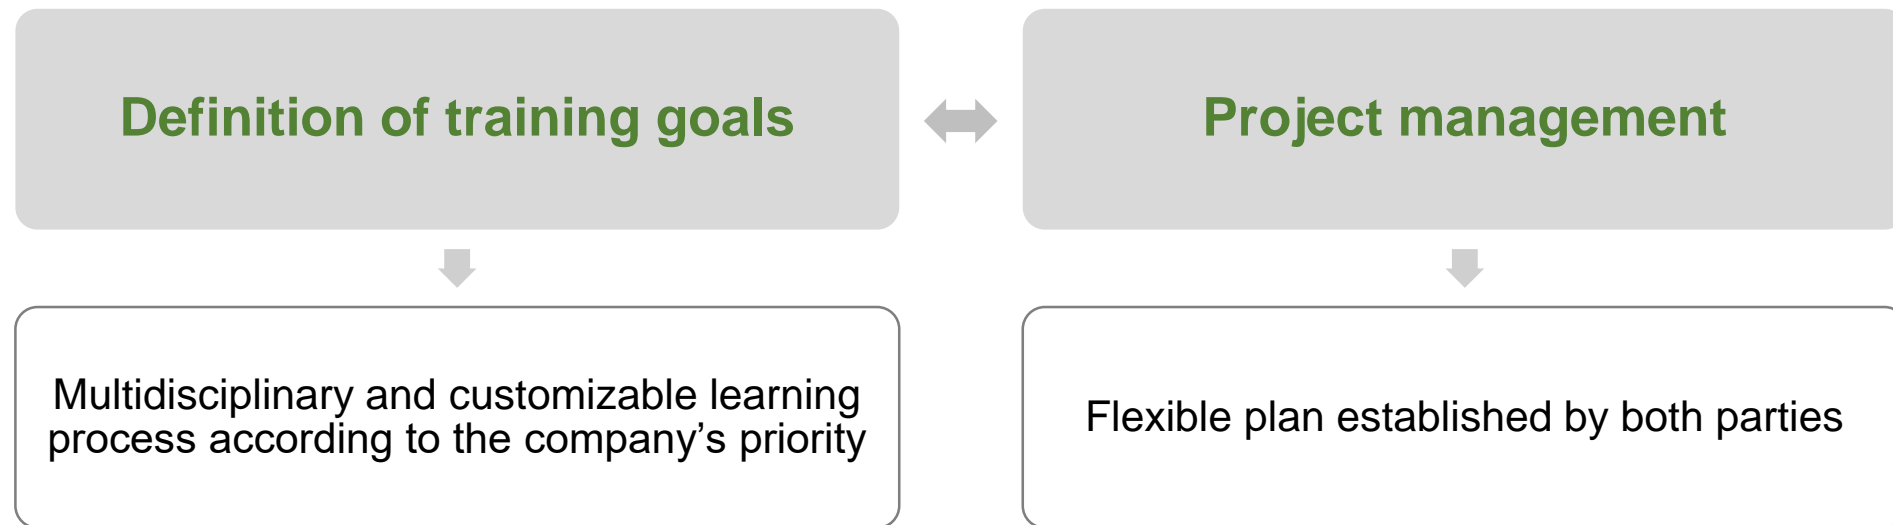 Definition of training goals
Project management
Multidisciplinary and customizable learning
process according to the company’s priority
Flexible plan established by both parties